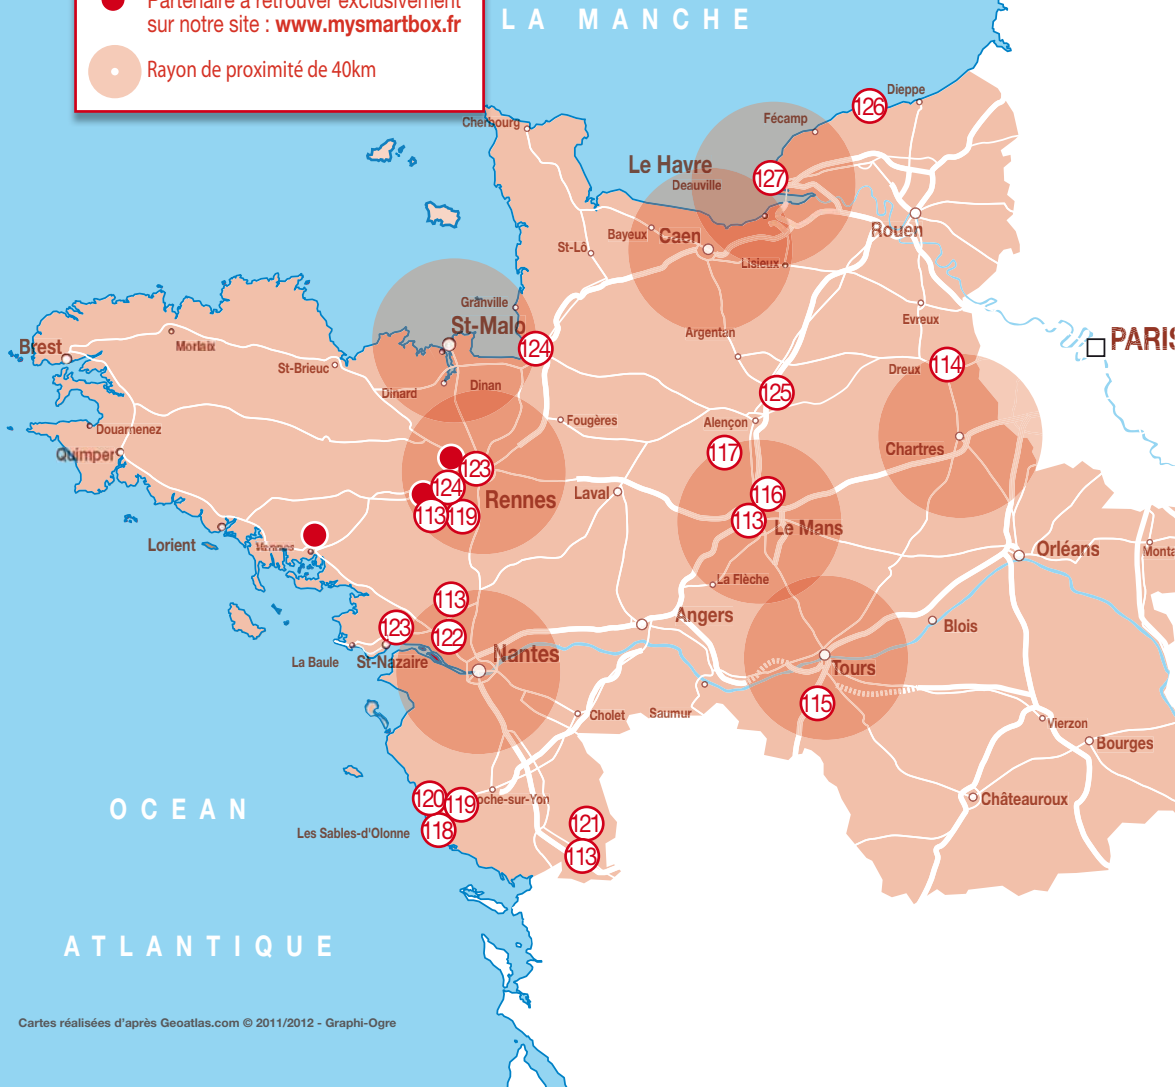 Partenaire à retrouver exclusivement
sur notre site : www.mysmartbox.fr
Rayon de proximité de 40km
LA MANCHE
Dieppe
126
Fécamp
Cherbourg
Le Havre
127
Deauville
Rouen
Bayeux
Caen
St-Lô
Lisieux
Granville
St-Malo
Evreux
Argentan
PARIS
Brest
Morlaix
124
St-Brieuc
Dreux
114
Dinard
Dinan
125
Fougères
Alençon
Douarnenez
Quimper
117
Chartres
123
124
Rennes
Laval
116
113
119
113
Le Mans
Lorient
Vannes
Orléans
Monta
La Flèche
113
123
122
Angers
Blois
La Baule
St-Nazaire
Nantes
Tours
115
Cholet
Saumur
Vierzon
Bourges
120
119
oche-sur-Yon
Châteauroux
118
Les Sables-d'Olonne
121
113
OCEAN
ATLANTIQUE
Cartes réalisées d'après Geoatlas.com © 2011/2012 - Graphi-Ogre